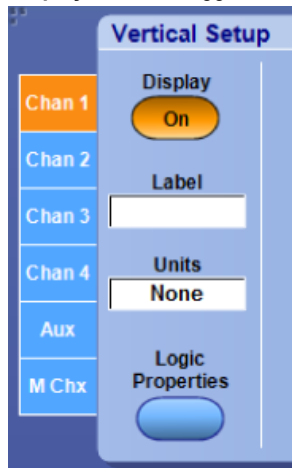 Vertical Setup
Chan 1
Chan 2
Chan 3
Chan 4
Aux
M Chx
Display
On
Label
Units
None
Logic
Properties